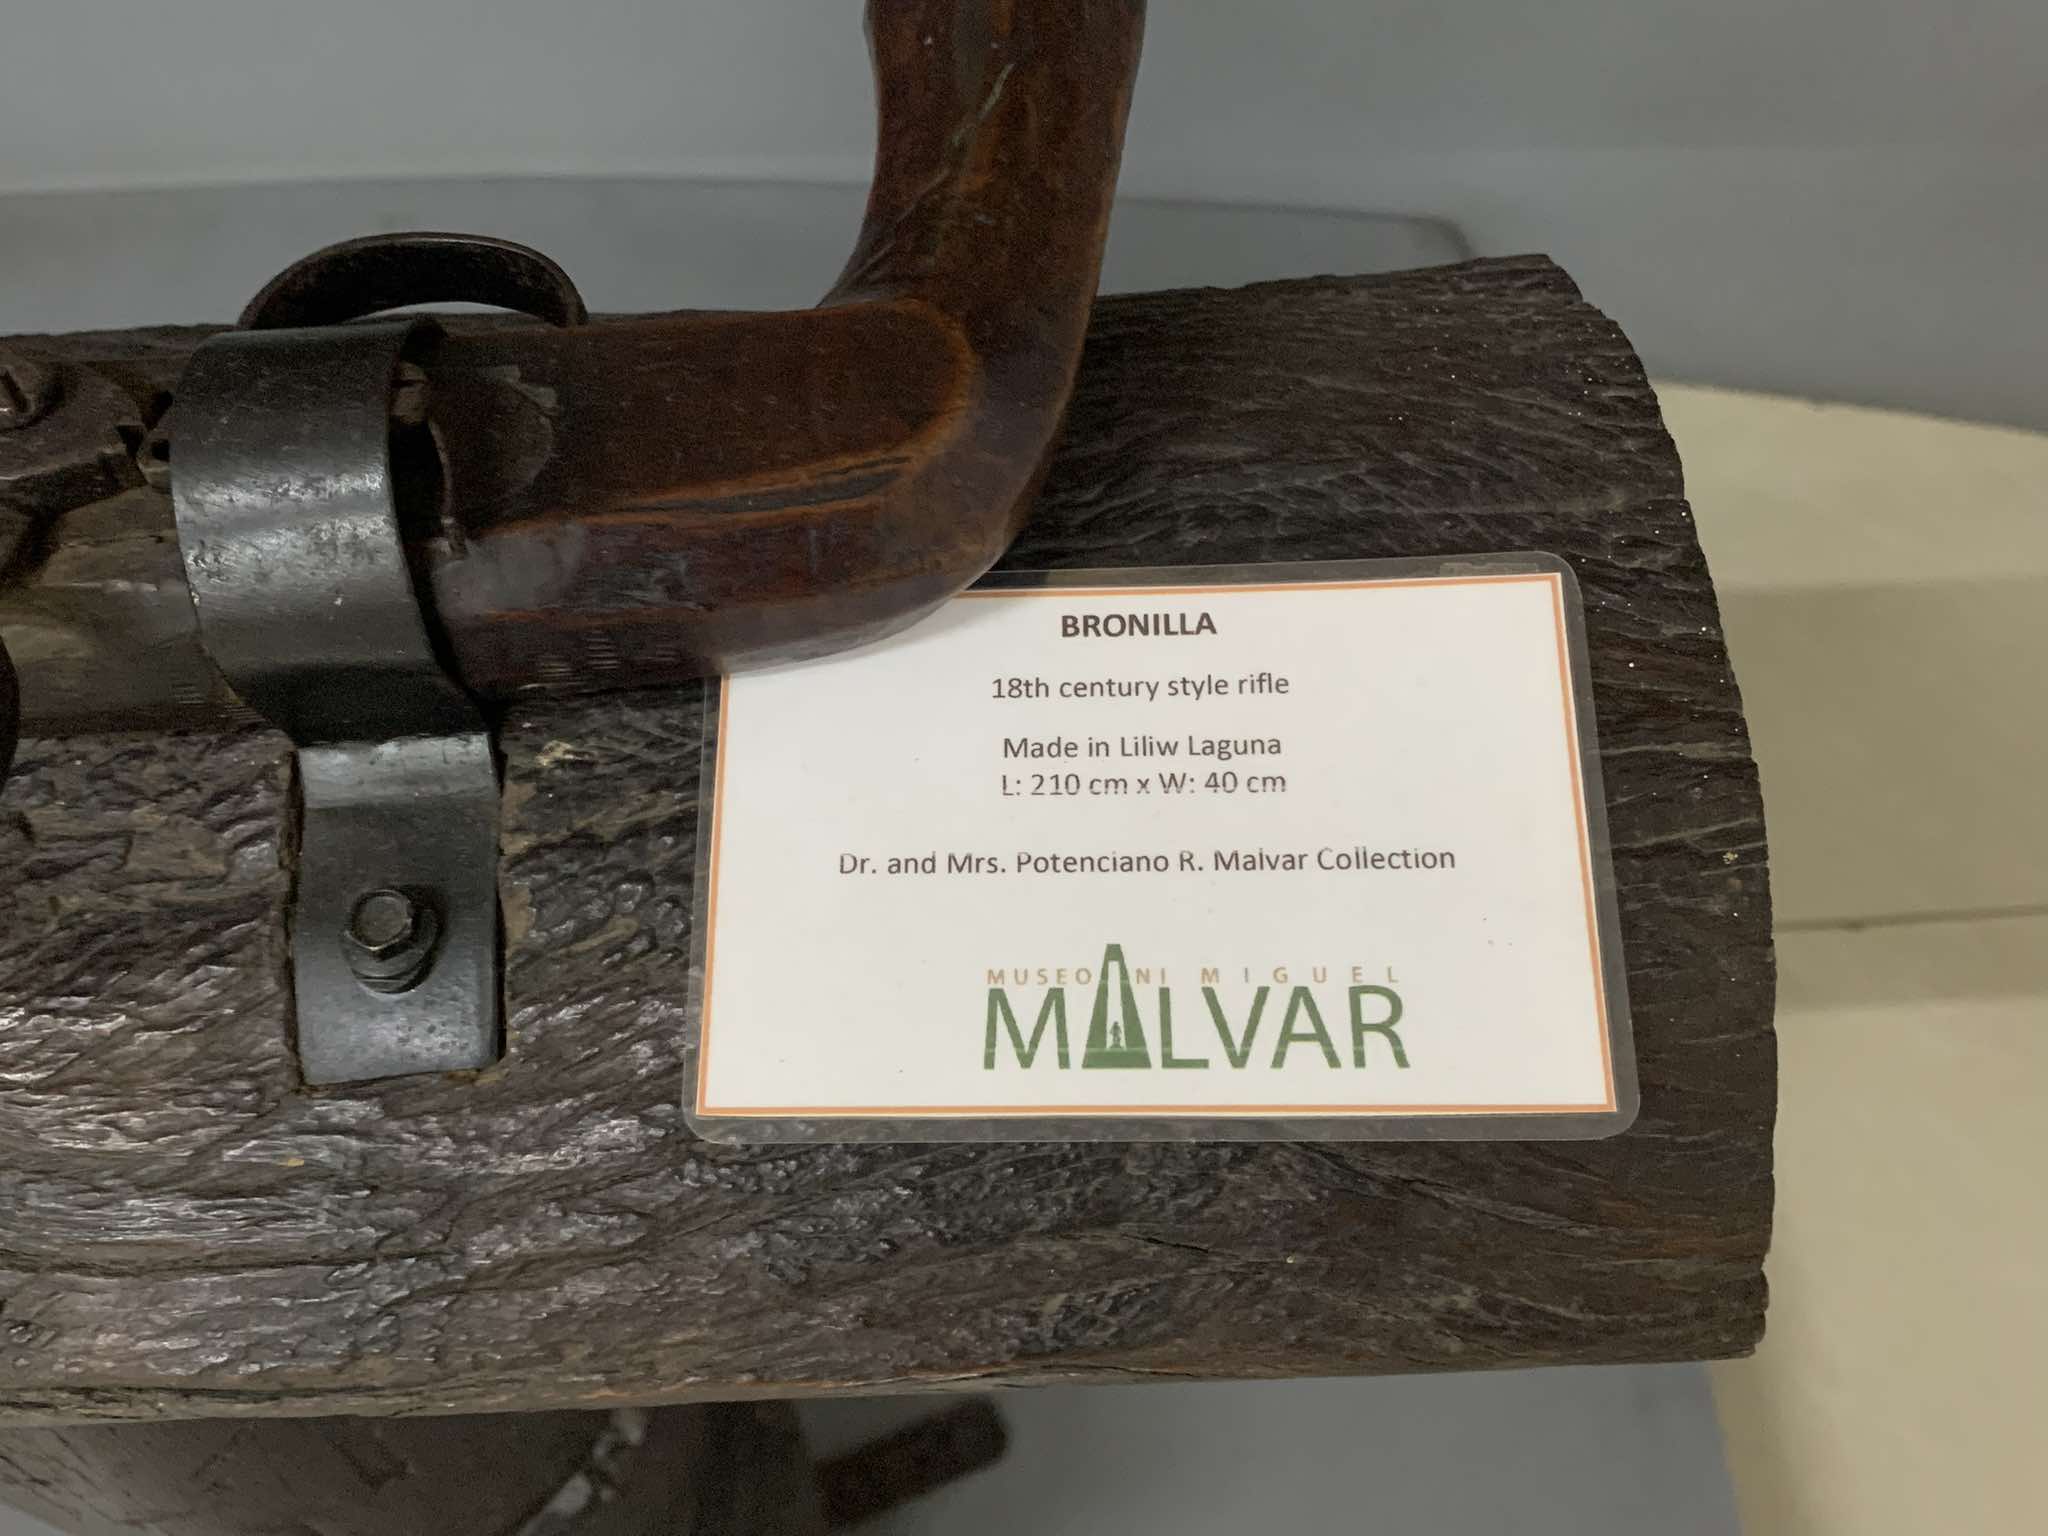 BRONILLA
18th century style rifle
Made in Liliw Laguna
L: 210 cm x W: 40 cm
Dr. and Mrs. Potenciano R. Malvar Collection
MUSEO NI MIGUEL
MALVAR